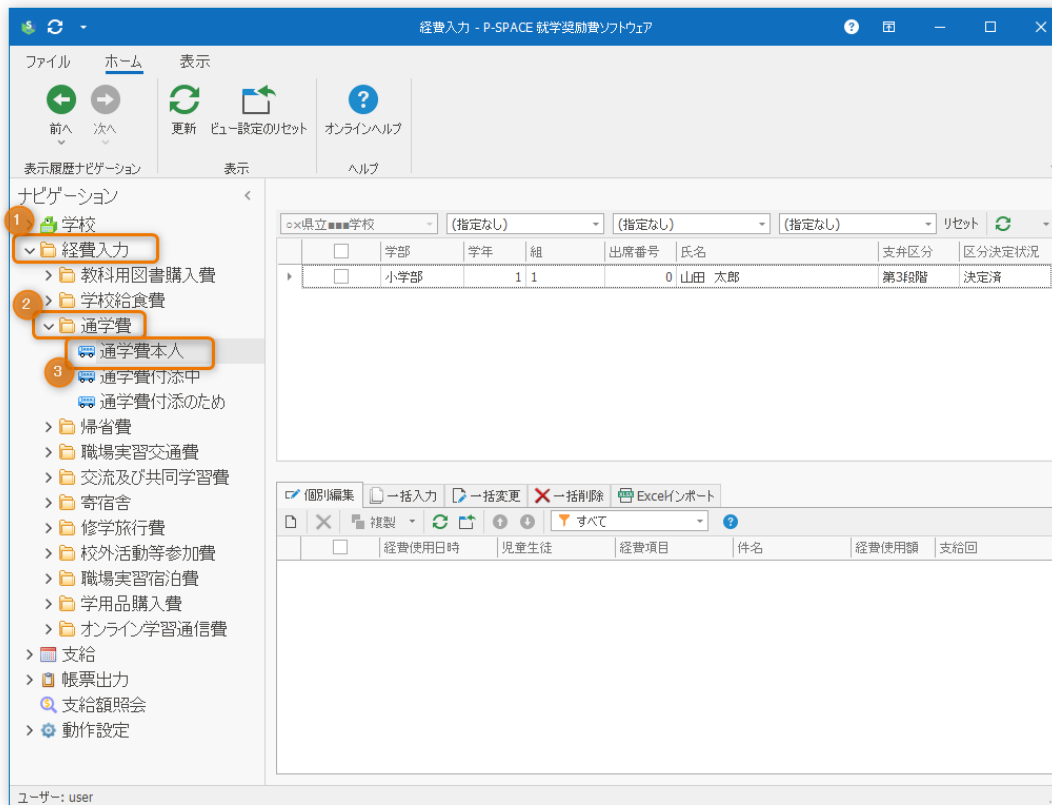 経費入力 - P-SPACE 就学奨励費ソフトウェア
ファイル ホーム 表示
前へ 次へ 更新 ビュー設定のリセット オンラインヘルプ
表示履歴ナビゲーション 表示 ヘルプ
ナビゲーション
1 学校
経費入力
教科用図書購入費
2 学校給食費
通学費
通学費本人
3 通学費付添中
通学費付添のため
帰省費
職場実習交通費
交流及び共同学習費
寄宿舎
修学旅行費
校外活動等参加費
職場実習宿泊費
学用品購入費
オンライン学習通信費
支給
帳票出力
支給額照会
動作設定
○×県立■■■学校 (指定なし) (指定なし) (指定なし) リセット
学部 学年 組 出席番号 氏名 支弁区分 区分決定状況
小学部 1 1 0 山田 太郎 第3段階 決定済
個別編集 一括入力 一括変更 一括削除 Excelインポート
複製 すべて
経費使用日時 児童生徒 経費項目 件名 経費使用額 支給回
ユーザー: user